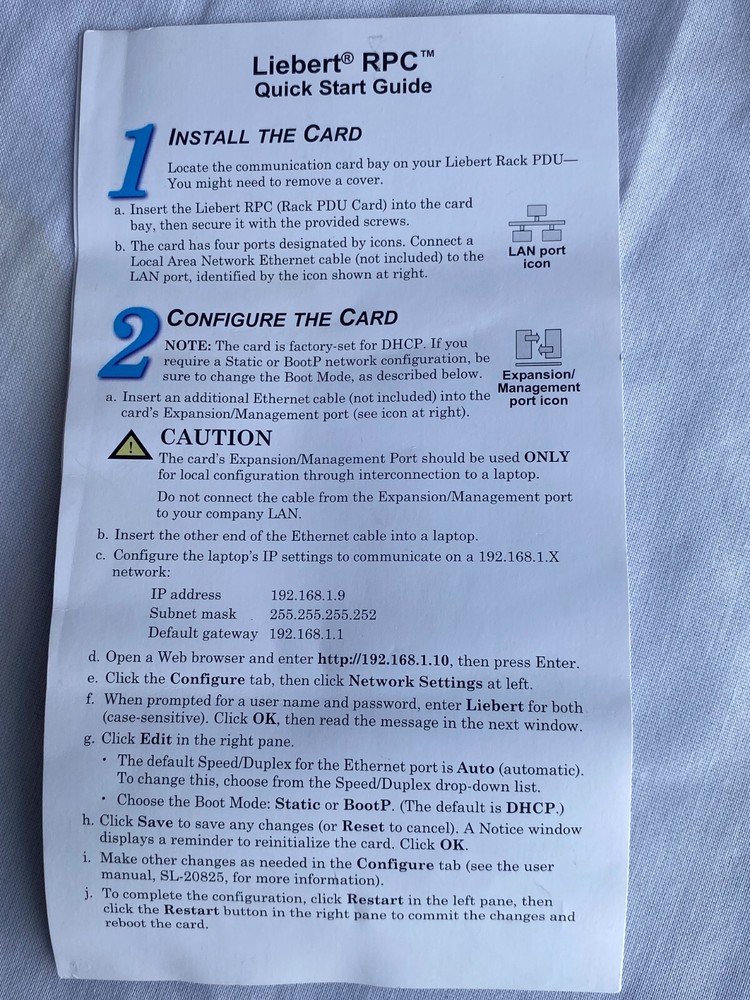 Liebert® RPC™
Quick Start Guide
1 INSTALL THE CARD
Locate the communication card bay on your Liebert Rack PDU—
You might need to remove a cover.
a. Insert the Liebert RPC (Rack PDU Card) into the card
bay, then secure it with the provided screws.
b. The card has four ports designated by icons. Connect a
Local Area Network Ethernet cable (not included) to the
LAN port, identified by the icon shown at right.
LAN port
icon
2 CONFIGURE THE CARD
NOTE: The card is factory-set for DHCP. If you
require a Static or BootP network configuration, be
sure to change the Boot Mode, as described below.
a. Insert an additional Ethernet cable (not included) into the
card's Expansion/Management port (see icon at right).
Expansion/
Management
port icon
! CAUTION
The card's Expansion/Management Port should be used ONLY
for local configuration through interconnection to a laptop.
Do not connect the cable from the Expansion/Management port
to your company LAN.
b. Insert the other end of the Ethernet cable into a laptop.
c. Configure the laptop's IP settings to communicate on a 192.168.1.X
network:
IP address 192.168.1.9
Subnet mask 255.255.255.252
Default gateway 192.168.1.1
d. Open a Web browser and enter http://192.168.1.10, then press Enter.
e. Click the Configure tab, then click Network Settings at left.
f. When prompted for a user name and password, enter Liebert for both
(case-sensitive). Click OK, then read the message in the next window.
g. Click Edit in the right pane.
• The default Speed/Duplex for the Ethernet port is Auto (automatic).
To change this, choose from the Speed/Duplex drop-down list.
• Choose the Boot Mode: Static or BootP. (The default is DHCP.)
h. Click Save to save any changes (or Reset to cancel). A Notice window
displays a reminder to reinitialize the card. Click OK.
i. Make other changes as needed in the Configure tab (see the user
manual, SL-20825, for more information).
j. To complete the configuration, click Restart in the left pane, then
click the Restart button in the right pane to commit the changes and
reboot the card.